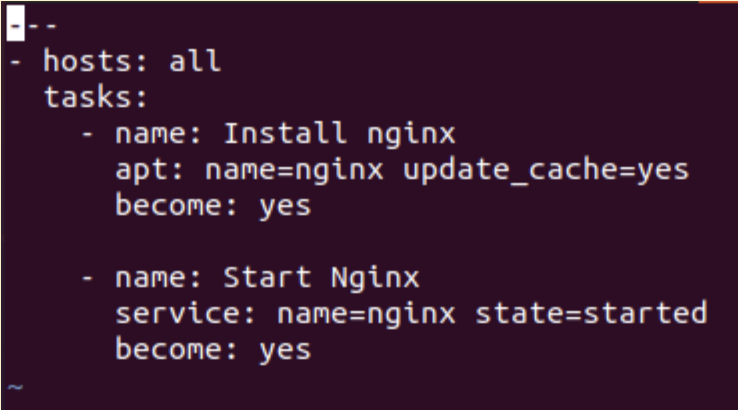 ---
- hosts: all
  tasks:
    - name: Install nginx
      apt: name=nginx update_cache=yes
      become: yes

    - name: Start Nginx
      service: name=nginx state=started
      become: yes
~